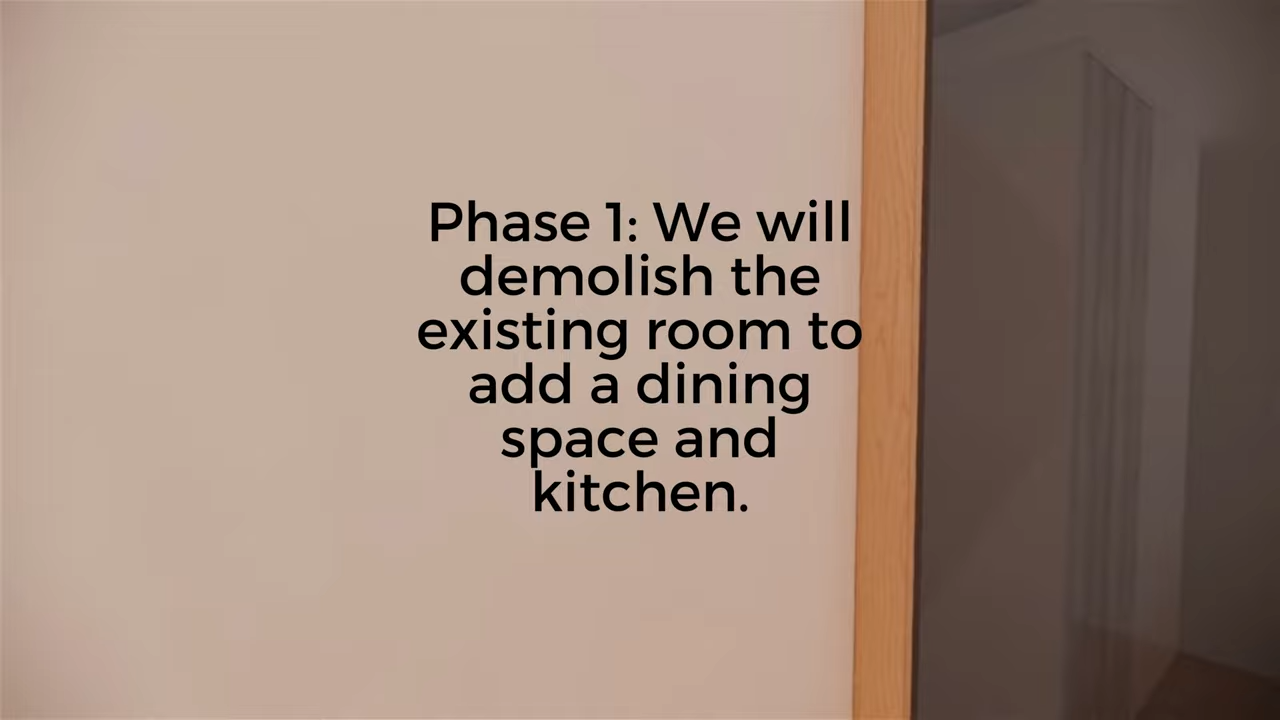 Phase 1: We will
demolish the
existing room to
add a dining
space and
kitchen.